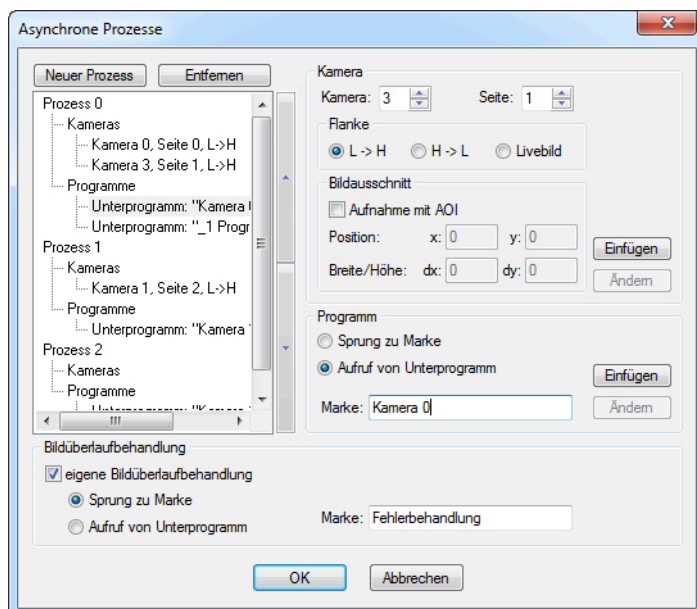 Asynchrone Prozesse
Neuer Prozess
Entfernen
Prozess 0
Kameras
Kamera 0, Seite 0, L->H
Kamera 3, Seite 1, L->H
Programme
Unterprogramm: "Kamera
Unterprogramm: "_1 Progr
Prozess 1
Kameras
Kamera 1, Seite 2, L->H
Programme
Unterprogramm: "Kamera
Prozess 2
Kameras
Programme
Kamera
Kamera: 3 Seite: 1
Flanke
L -> H H -> L Livebild
Bildausschnitt
Aufnahme mit AOI
Position: x: 0 y: 0
Breite/Höhe: dx: 0 dy: 0
Einfügen
Ändern
Programm
Sprung zu Marke
Aufruf von Unterprogramm
Marke: Kamera 0
Einfügen
Ändern
Bildüberlaufbehandlung
eigene Bildüberlaufbehandlung
Sprung zu Marke
Aufruf von Unterprogramm
Marke: Fehlerbehandlung
OK
Abbrechen